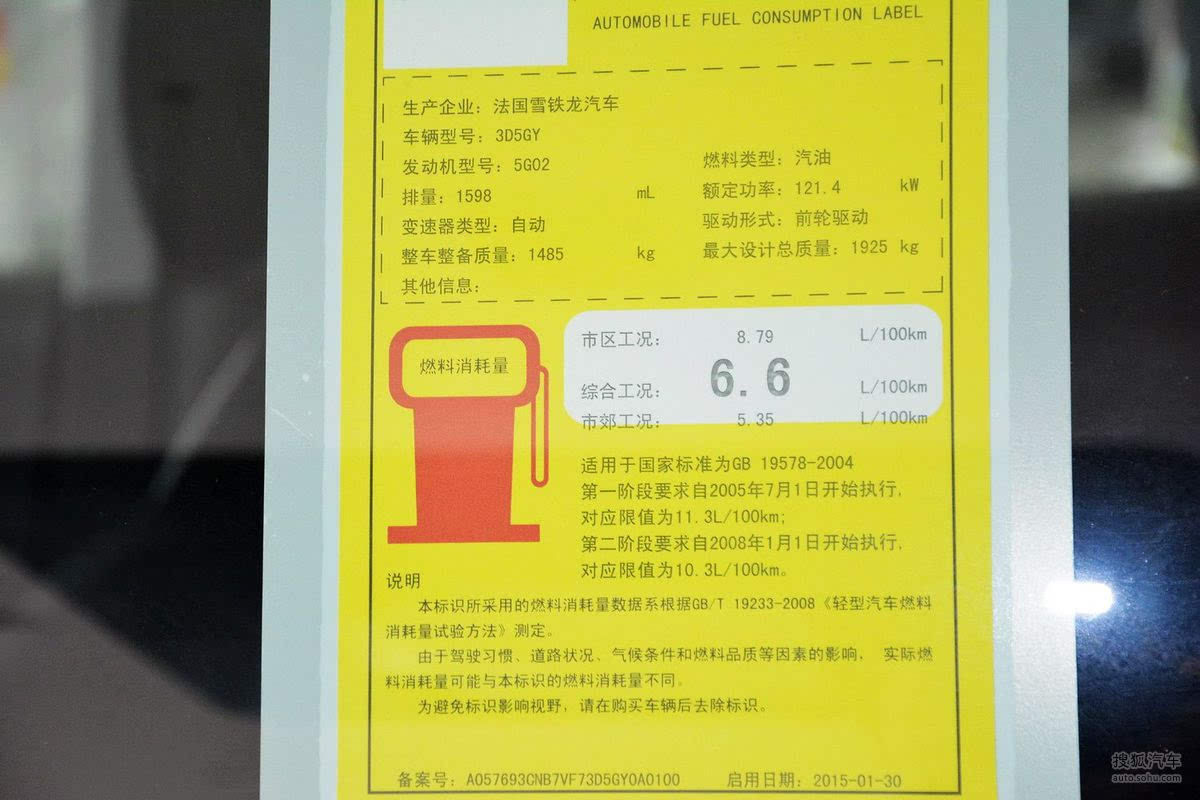 AUTOMOBILE FUEL CONSUMPTION LABEL
生产企业：法国雪铁龙汽车
车辆型号：3D5GY
发动机型号：5G02
燃料类型：汽油
排量：1598 mL
额定功率：121.4 kW
变速器类型：自动
驱动形式：前轮驱动
整车整备质量：1485 kg
最大设计总质量：1925 kg
其他信息：
燃料消耗量
市区工况： 8.79 L/100km
综合工况： 6.6 L/100km
市郊工况： 5.35 L/100km
适用于国家标准为GB 19578-2004
第一阶段要求自2005年7月1日开始执行，
对应限值为11.3L/100km；
第二阶段要求自2008年1月1日开始执行，
对应限值为10.3L/100km。
说明
本标识所采用的燃料消耗量数据系根据GB/T 19233-2008《轻型汽车燃料
消耗量试验方法》测定。
由于驾驶习惯、道路状况、气候条件和燃料品质等因素的影响， 实际燃
料消耗量可能与本标识的燃料消耗量不同。
为避免标识影响视野，请在购买车辆后去除标识。
备案号：A057693CNB7VF73D5GY0A0100 启用日期：2015-01-30
搜狐汽车
auto.sohu.com